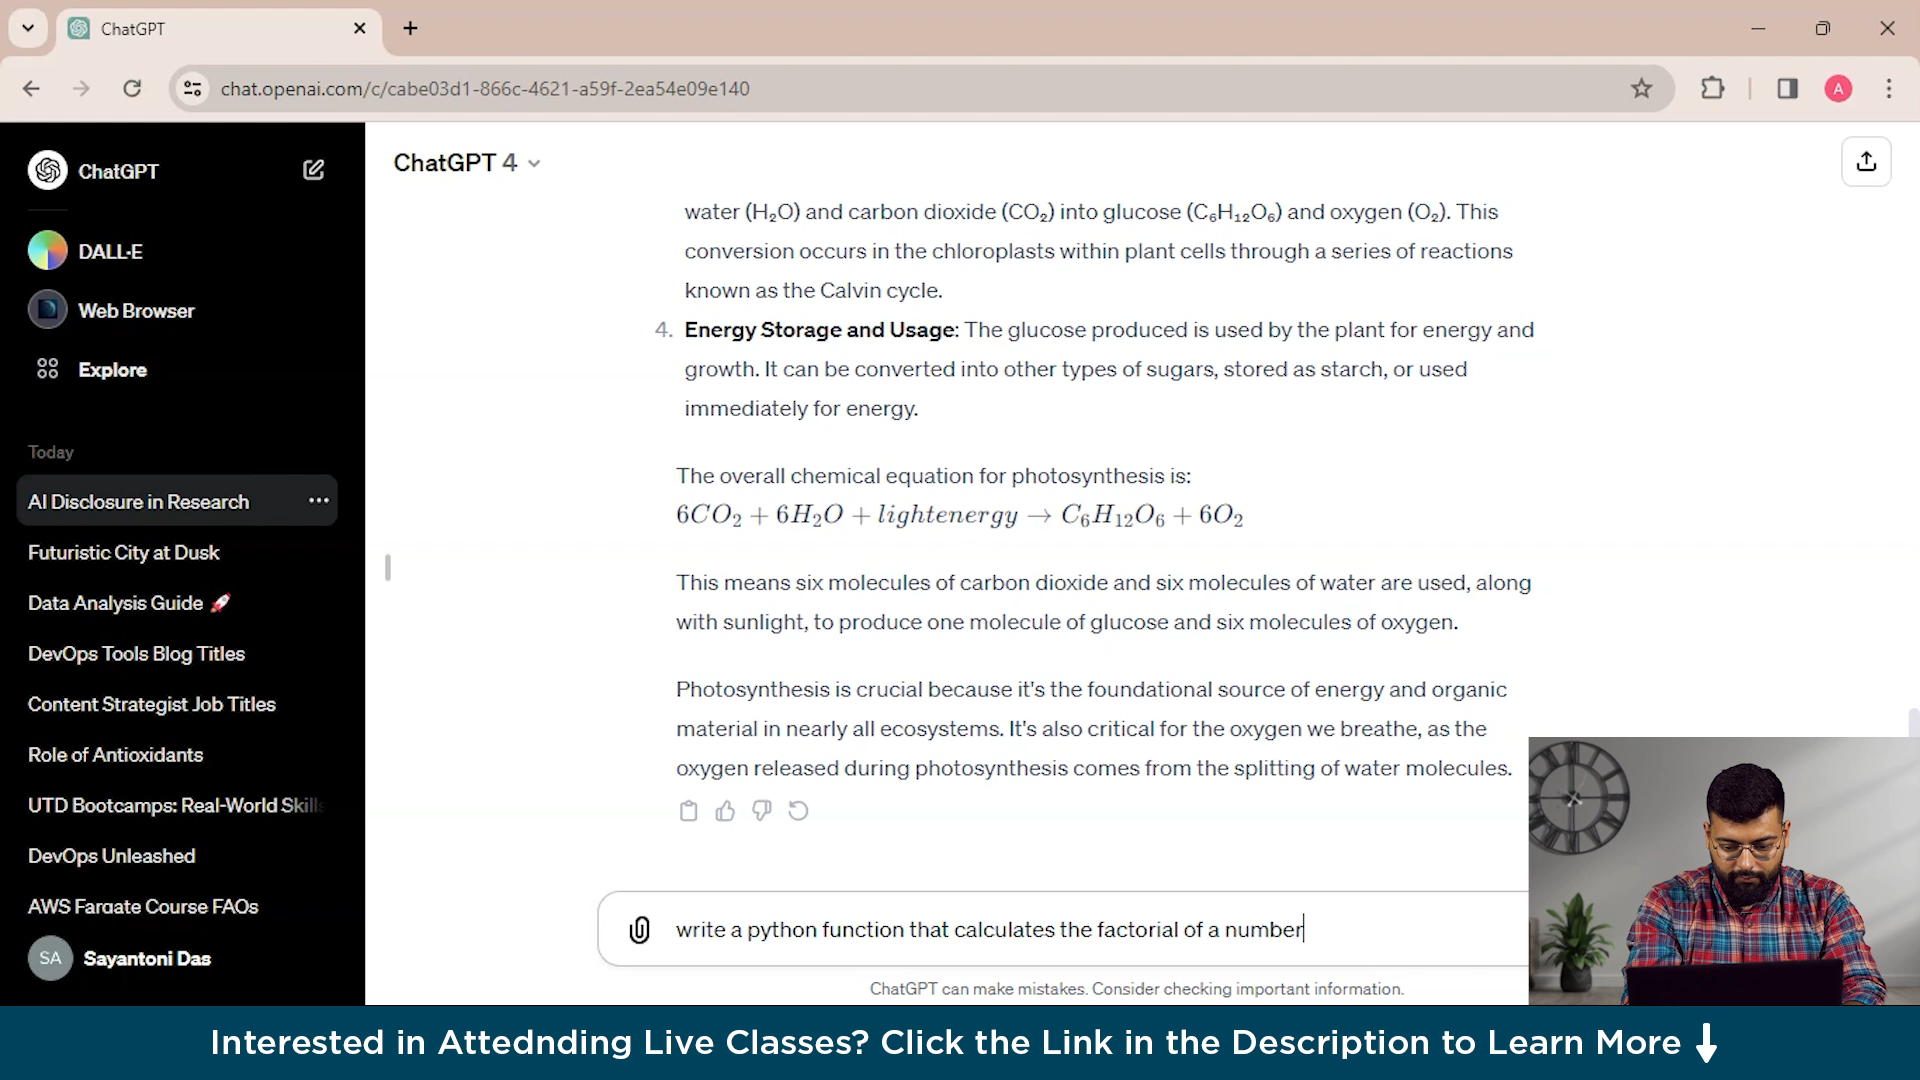 ChatGPT
chat.openai.com/c/cabe03d1-866c-4621-a59f-2ea54e09e140
A
ChatGPT
DALL·E
Web Browser
Explore
Today
AI Disclosure in Research
Futuristic City at Dusk
Data Analysis Guide 🚀
DevOps Tools Blog Titles
Content Strategist Job Titles
Role of Antioxidants
UTD Bootcamps: Real-World Skills
DevOps Unleashed
AWS Fargate Course FAQs
SA
Sayantoni Das
ChatGPT 4
water (H₂O) and carbon dioxide (CO₂) into glucose (C₆H₁₂O₆) and oxygen (O₂). This
conversion occurs in the chloroplasts within plant cells through a series of reactions
known as the Calvin cycle.
4. Energy Storage and Usage: The glucose produced is used by the plant for energy and
growth. It can be converted into other types of sugars, stored as starch, or used
immediately for energy.
The overall chemical equation for photosynthesis is:
6CO₂ + 6H₂O + lightenergy → C₆H₁₂O₆ + 6O₂
This means six molecules of carbon dioxide and six molecules of water are used, along
with sunlight, to produce one molecule of glucose and six molecules of oxygen.
Photosynthesis is crucial because it's the foundational source of energy and organic
material in nearly all ecosystems. It's also critical for the oxygen we breathe, as the
oxygen released during photosynthesis comes from the splitting of water molecules.
write a python function that calculates the factorial of a number
ChatGPT can make mistakes. Consider checking important information.
Interested in Attednding Live Classes? Click the Link in the Description to Learn More